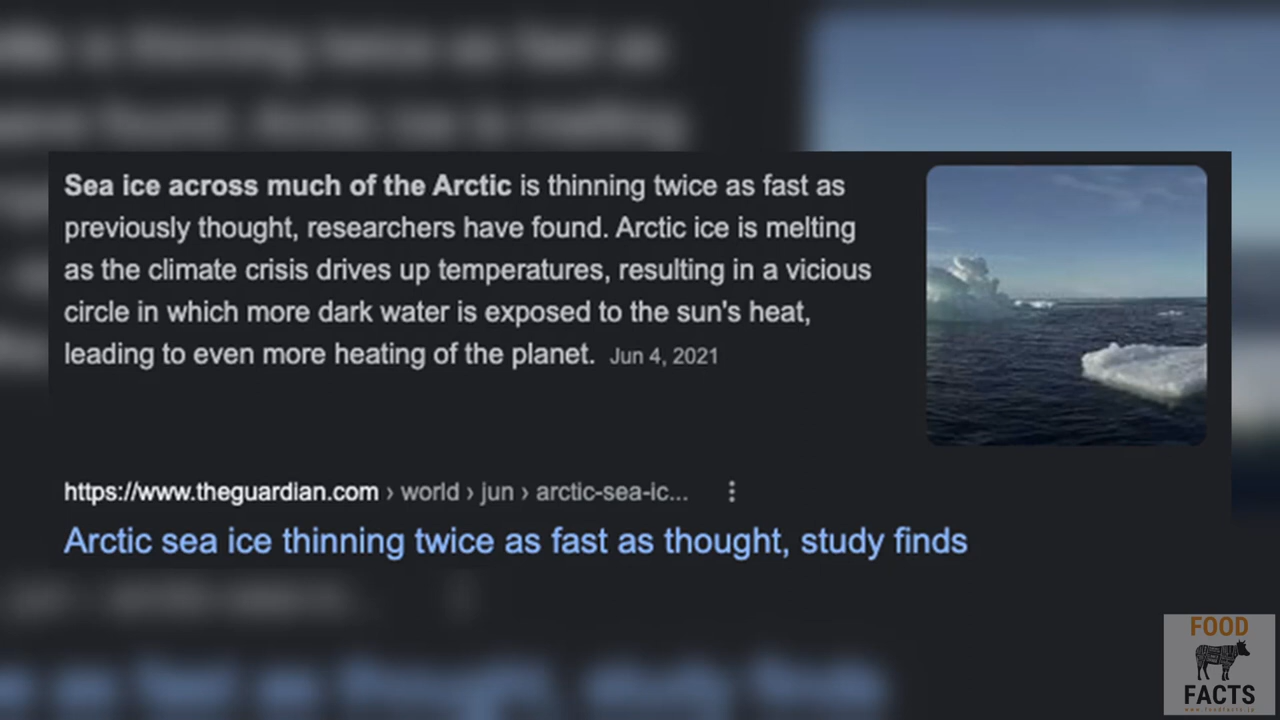 Sea ice across much of the Arctic is thinning twice as fast as
previously thought, researchers have found. Arctic ice is melting
as the climate crisis drives up temperatures, resulting in a vicious
circle in which more dark water is exposed to the sun's heat,
leading to even more heating of the planet. Jun 4, 2021
https://www.theguardian.com › world › jun › arctic-sea-ic...
Arctic sea ice thinning twice as fast as thought, study finds
FOOD
FACTS